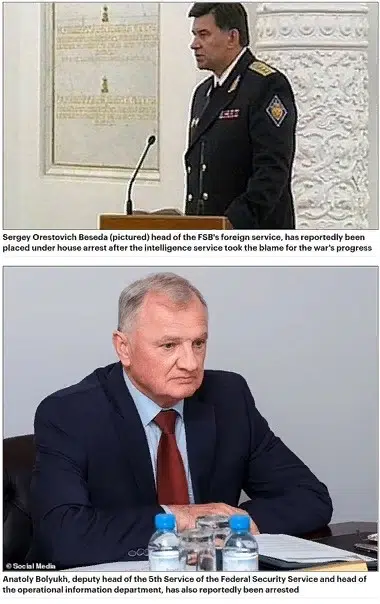 Sergey Orestovich Beseda (pictured) head of the FSB's foreign service, has reportedly been
placed under house arrest after the intelligence service took the blame for the war's progress
© Social Media
Anatoly Bolyukh, deputy head of the 5th Service of the Federal Security Service and head of
the operational information department, has also reportedly been arrested